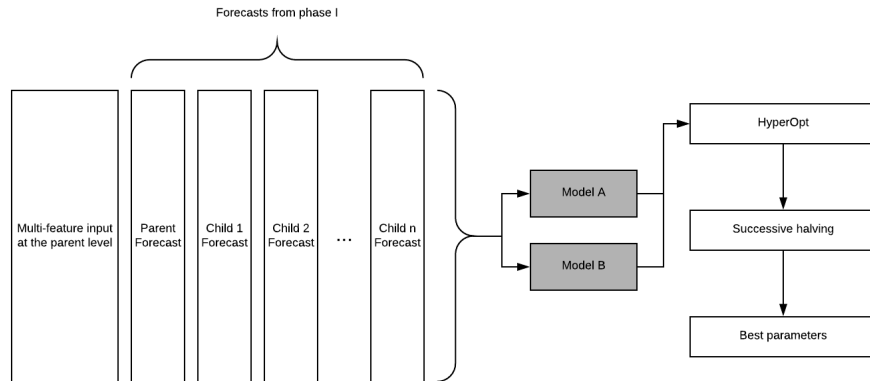 Forecasts from phase I
Multi-feature input
at the parent level
Parent
Forecast
Child 1
Forecast
Child 2
Forecast
...
Child n
Forecast
Model A
Model B
HyperOpt
Successive halving
Best parameters